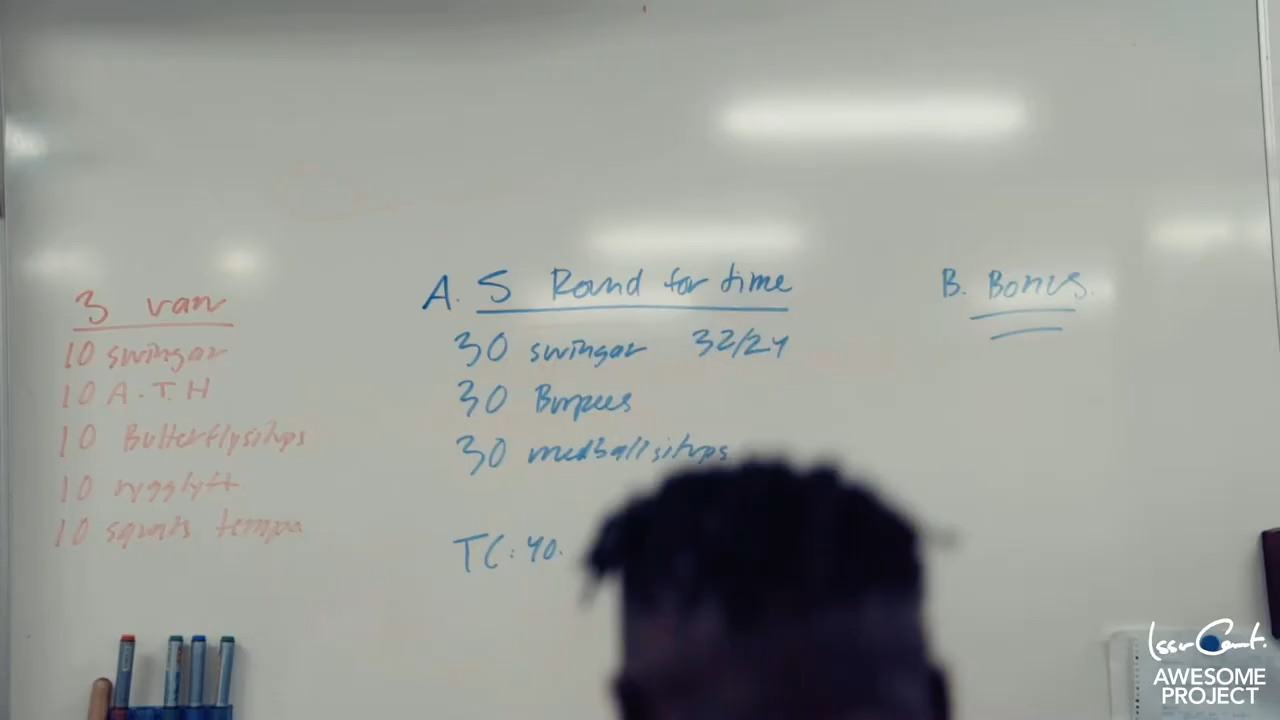 3 varv
10 swingar
10 A.T.H
10 Butterflysitups
10 rygglyft
10 squats tempo
A. 5 Round for time
30 swingar 32/24
30 Burpees
30 medballsitups
TC: 40.
B. Bonus.
AWESOME
PROJECT